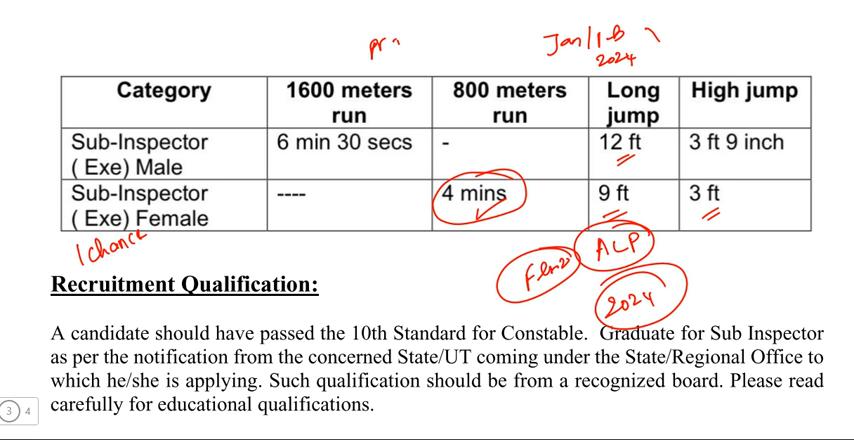 Jan/
2024
Category 1600 meters run 800 meters run Long jump High jump
Sub-Inspector (Exe) Male 6 min 30 secs - 12 ft 3 ft 9 inch
Sub-Inspector (Exe) Female ---- 4 mins 9 ft 3 ft
1 chance
ALP
2024
Recruitment Qualification:
A candidate should have passed the 10th Standard for Constable. Graduate for Sub Inspector
as per the notification from the concerned State/UT coming under the State/Regional Office to
which he/she is applying. Such qualification should be from a recognized board. Please read
carefully for educational qualifications.
3 4